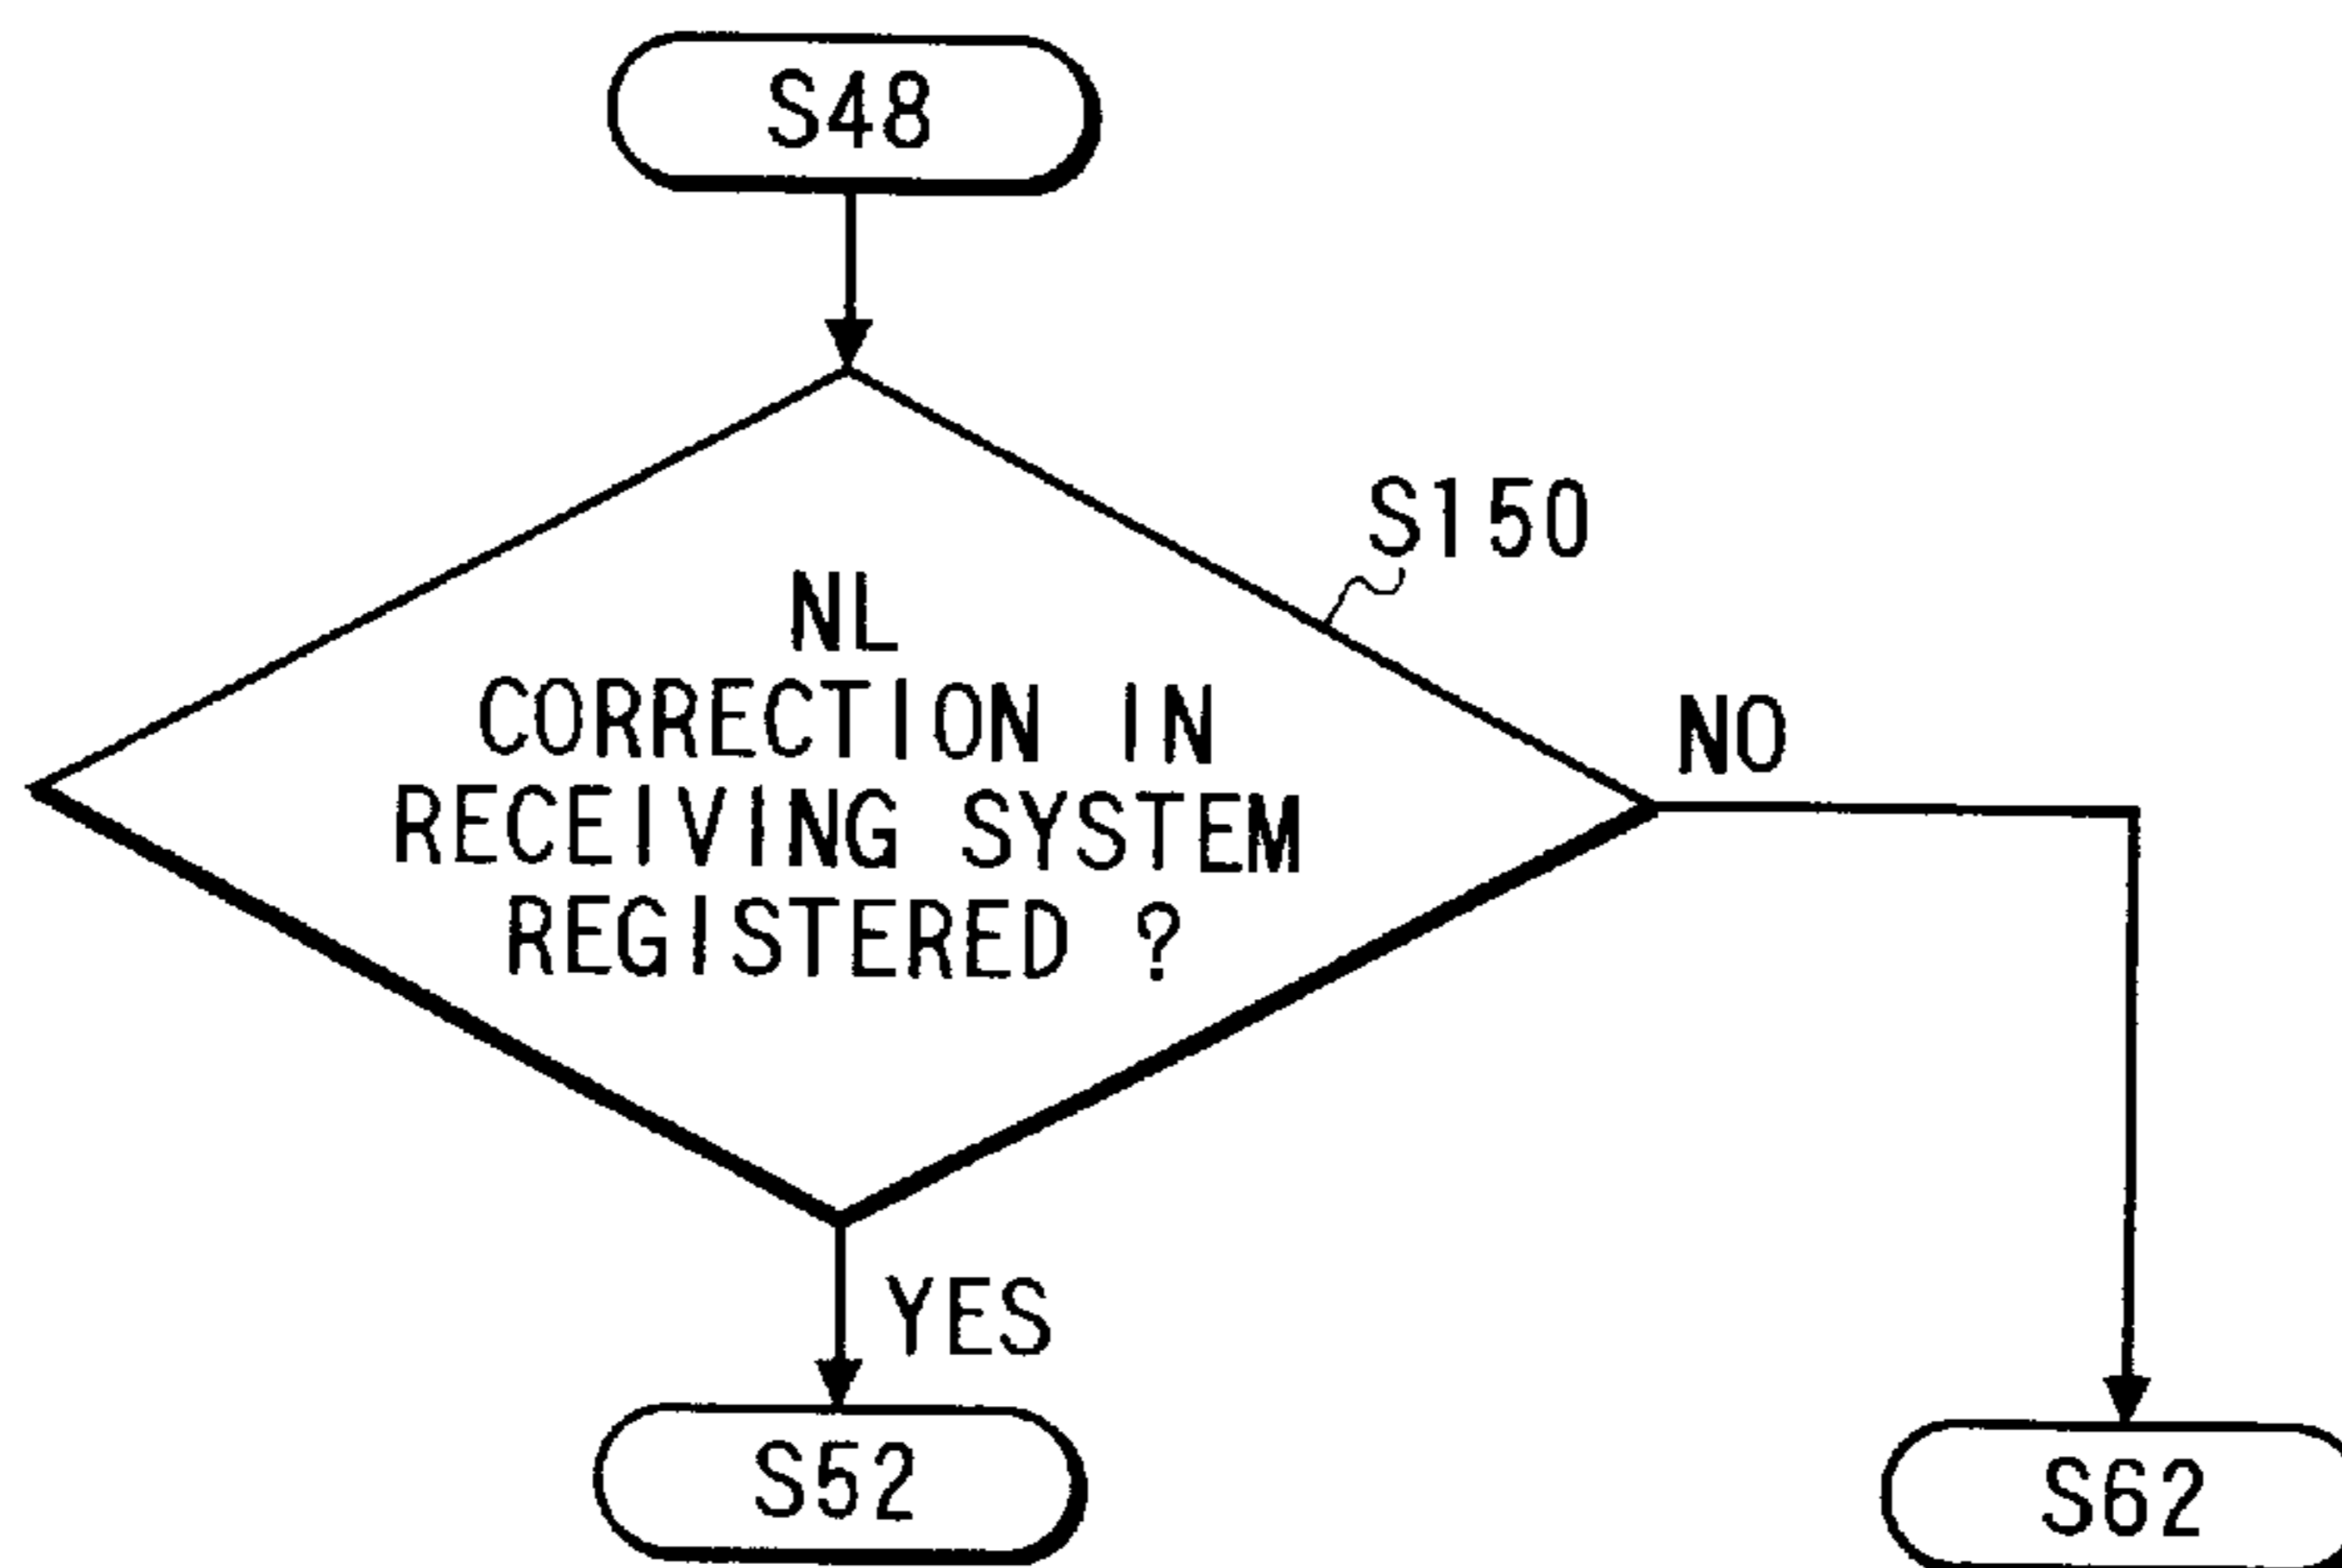 S48
S150
NL
CORRECTION IN
RECEIVING SYSTEM
REGISTERED ?
NO
YES
S52
S62